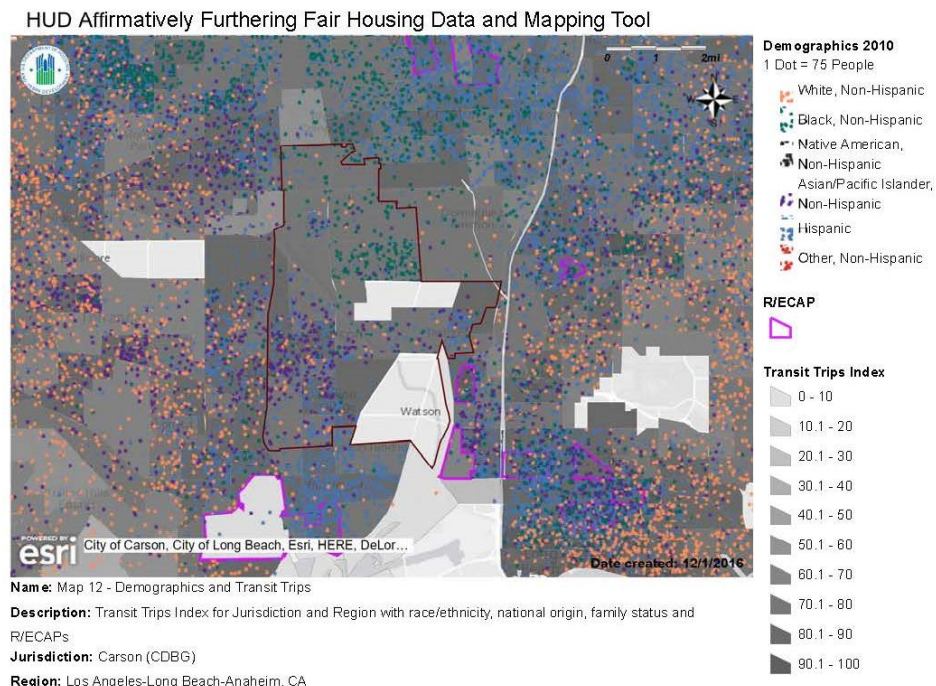 HUD Affirmatively Furthering Fair Housing Data and Mapping Tool
0 1 2mi
N
Watson
POWERED BY
esri
City of Carson, City of Long Beach, Esri, HERE, DeLor...
Date created: 12/1/2016
Name: Map 12 - Demographics and Transit Trips
Description: Transit Trips Index for Jurisdiction and Region with race/ethnicity, national origin, family status and
R/ECAPs
Jurisdiction: Carson (CDBG)
Region: Los Angeles-Long Beach-Anaheim, CA
Demographics 2010
1 Dot = 75 People
White, Non-Hispanic
Black, Non-Hispanic
Native American,
Non-Hispanic
Asian/Pacific Islander,
Non-Hispanic
Hispanic
Other, Non-Hispanic
R/ECAP
Transit Trips Index
0 - 10
10.1 - 20
20.1 - 30
30.1 - 40
40.1 - 50
50.1 - 60
60.1 - 70
70.1 - 80
80.1 - 90
90.1 - 100